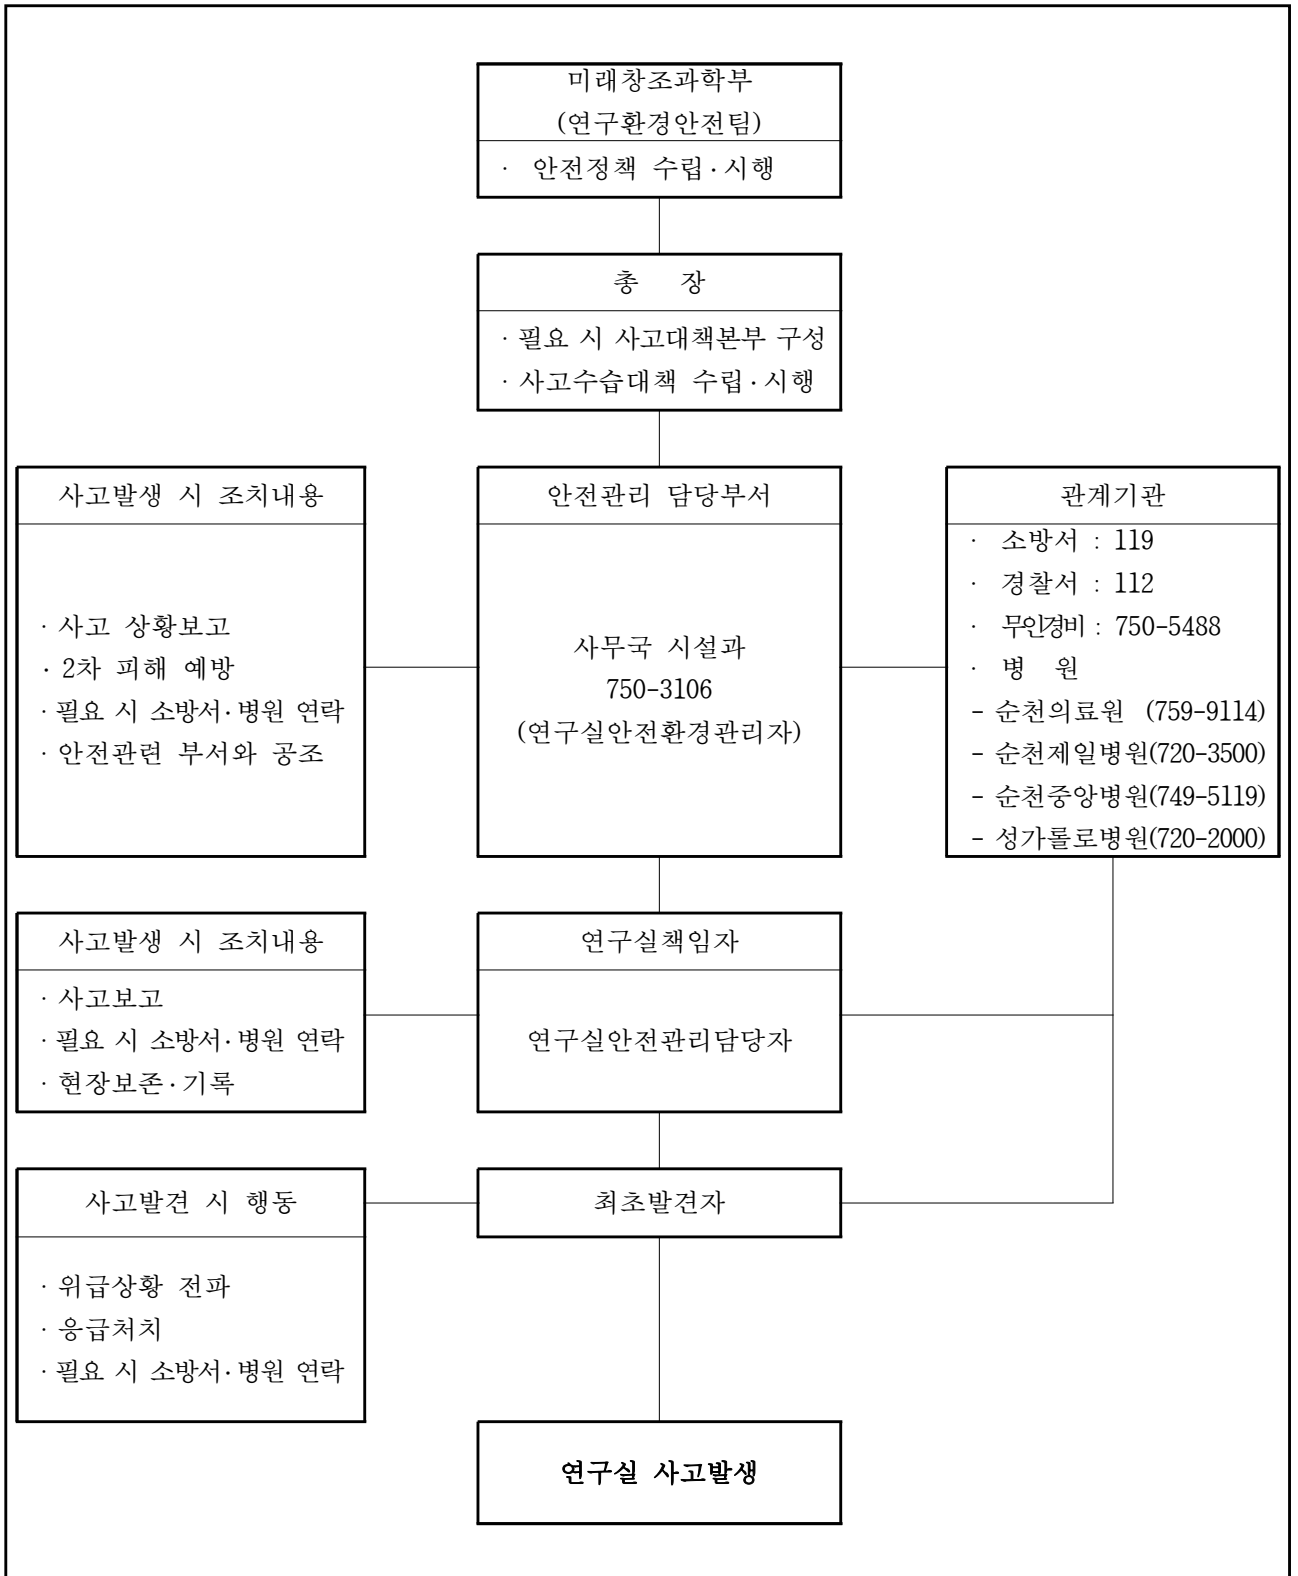 미래창조과학부
(연구환경안전팀)
· 안전정책 수립·시행
총 장
· 필요 시 사고대책본부 구성
· 사고수습대책 수립·시행
사고발생 시 조치내용
· 사고 상황보고
· 2차 피해 예방
· 필요 시 소방서·병원 연락
· 안전관련 부서와 공조
안전관리 담당부서
사무국 시설과
750-3106
(연구실안전환경관리자)
관계기관
· 소방서 : 119
· 경찰서 : 112
· 무인경비 : 750-5488
· 병 원
- 순천의료원 (759-9114)
- 순천제일병원(720-3500)
- 순천중앙병원(749-5119)
- 성가롤로병원(720-2000)
사고발생 시 조치내용
· 사고보고
· 필요 시 소방서·병원 연락
· 현장보존·기록
연구실책임자
연구실안전관리담당자
사고발견 시 행동
· 위급상황 전파
· 응급처치
· 필요 시 소방서·병원 연락
최초발견자
연구실 사고발생